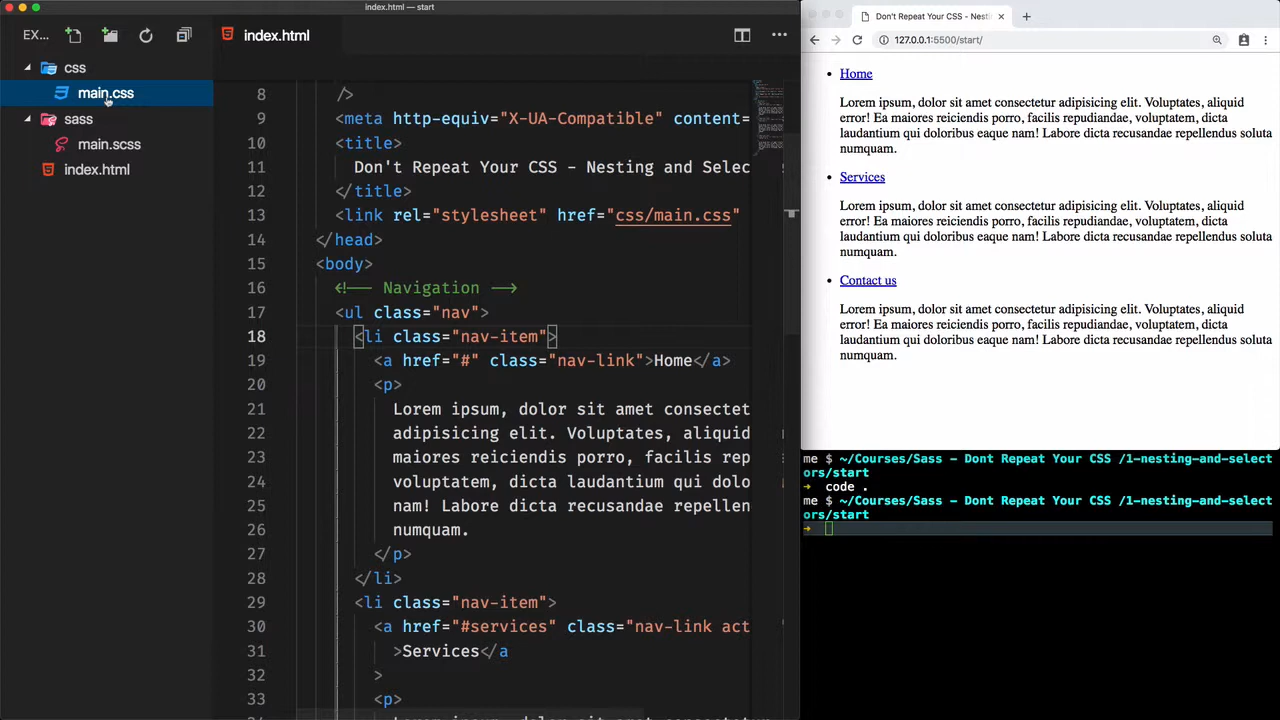 index.html — start
EX...
index.html
css
main.css
sass
main.scss
index.html
8 />
9 <meta http-equiv="X-UA-Compatible" content=
10 <title>
11 Don't Repeat Your CSS - Nesting and Selec
12 </title>
13 <link rel="stylesheet" href="css/main.css"
14 </head>
15 <body>
16 <!-- Navigation -->
17 <ul class="nav">
18 <li class="nav-item">
19 <a href="#" class="nav-link">Home</a>
20 <p>
21 Lorem ipsum, dolor sit amet consectet
22 adipisicing elit. Voluptates, aliquid
23 maiores reiciendis porro, facilis rep
24 voluptatem, dicta laudantium qui dolo
25 nam! Labore dicta recusandae repellen
26 numquam.
27 </p>
28 </li>
29 <li class="nav-item">
30 <a href="#services" class="nav-link act
31 >Services</a
32 >
33 <p>
Don't Repeat Your CSS - Nesti
127.0.0.1:5500/start/
Home
Lorem ipsum, dolor sit amet consectetur adipisicing elit. Voluptates, aliquid
error! Ea maiores reiciendis porro, facilis repudiandae, voluptatem, dicta
laudantium qui doloribus eaque nam! Labore dicta recusandae repellendus soluta
numquam.
Services
Lorem ipsum, dolor sit amet consectetur adipisicing elit. Voluptates, aliquid
error! Ea maiores reiciendis porro, facilis repudiandae, voluptatem, dicta
laudantium qui doloribus eaque nam! Labore dicta recusandae repellendus soluta
numquam.
Contact us
Lorem ipsum, dolor sit amet consectetur adipisicing elit. Voluptates, aliquid
error! Ea maiores reiciendis porro, facilis repudiandae, voluptatem, dicta
laudantium qui doloribus eaque nam! Labore dicta recusandae repellendus soluta
numquam.
me $ ~/Courses/Sass - Dont Repeat Your CSS /1-nesting-and-select
ors/start
→ code .
me $ ~/Courses/Sass - Dont Repeat Your CSS /1-nesting-and-select
ors/start
→